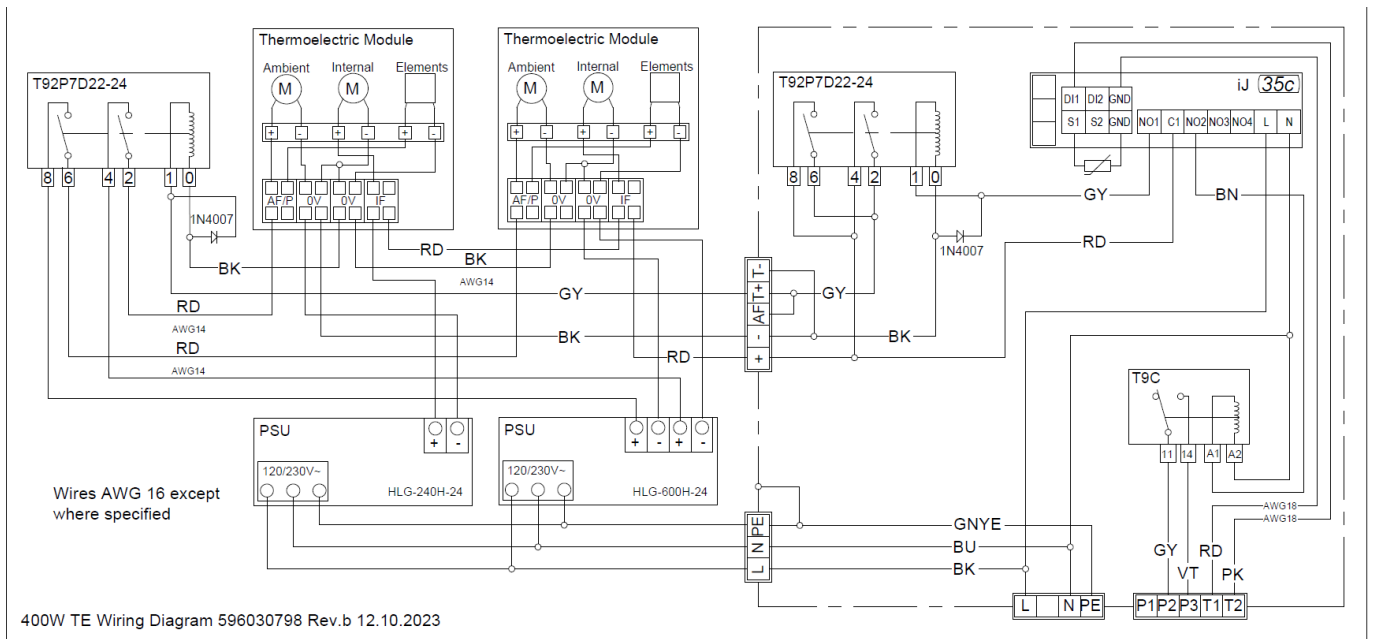 Thermoelectric Module
Ambient Internal Elements
M M
+ - + - + -
AF/P 0V 0V IF
Thermoelectric Module
Ambient Internal Elements
M M
+ - + - + -
AF/P 0V 0V IF
T92P7D22-24
8 6 4 2 1 0
1N4007
T92P7D22-24
8 6 4 2 1 0
1N4007
iJ 35c
DI1 DI2 GND
S1 S2 GND NO1 C1 NO2 NO3 NO4 L N
GY BN
RD
RD
BK
BK
AWG14
GY
GY
RD
AWG14
BK
BK
RD
AWG14
RD
T- T+ AF - +
T9C
11 14 A1 A2
PSU
+ -
120/230V~
HLG-240H-24
PSU
+ - + -
120/230V~
HLG-600H-24
Wires AWG 16 except
where specified
AWG18
AWG18
PE N L
GNYE
BU
BK
GY RD
VT PK
L N PE
P1 P2 P3 T1 T2
400W TE Wiring Diagram 596030798 Rev.b 12.10.2023